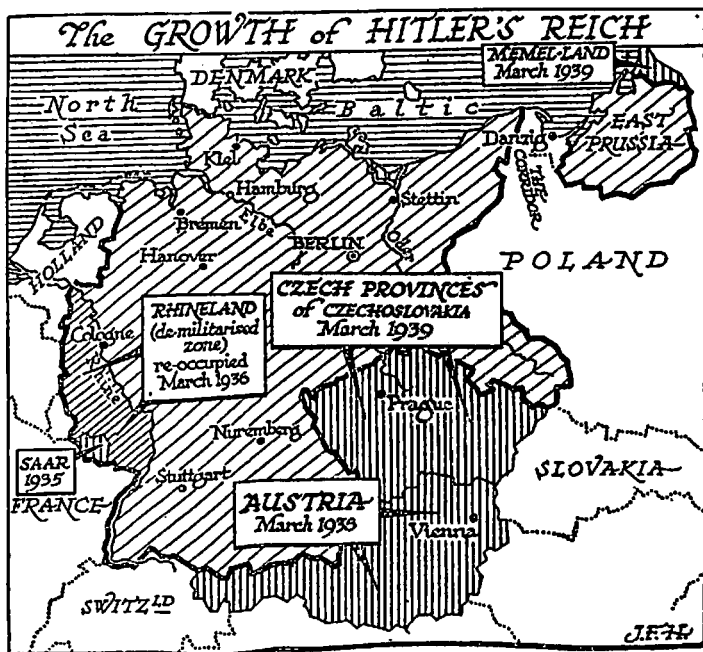 The GROWTH of HITLER'S REICH
MEMEL-LAND
March 1939
DENMARK
North
Sea
Baltic
EAST
PRUSSIA
Danzig
THE
CORRIDOR
Kiel
Hamburg
Stettin
Bremen
Elbe
Oder
HOLLAND
Hanover
BERLIN
POLAND
CZECH PROVINCES
of CZECHOSLOVAKIA
March 1939
RHINELAND
(de-militarised
zone)
re-occupied
March 1936
Cologne
Rhine
Prague
Nuremberg
SAAR
1935
FRANCE
Stuttgart
SLOVAKIA
AUSTRIA
March 1938
Vienna
SWITZLD
J.F.H.